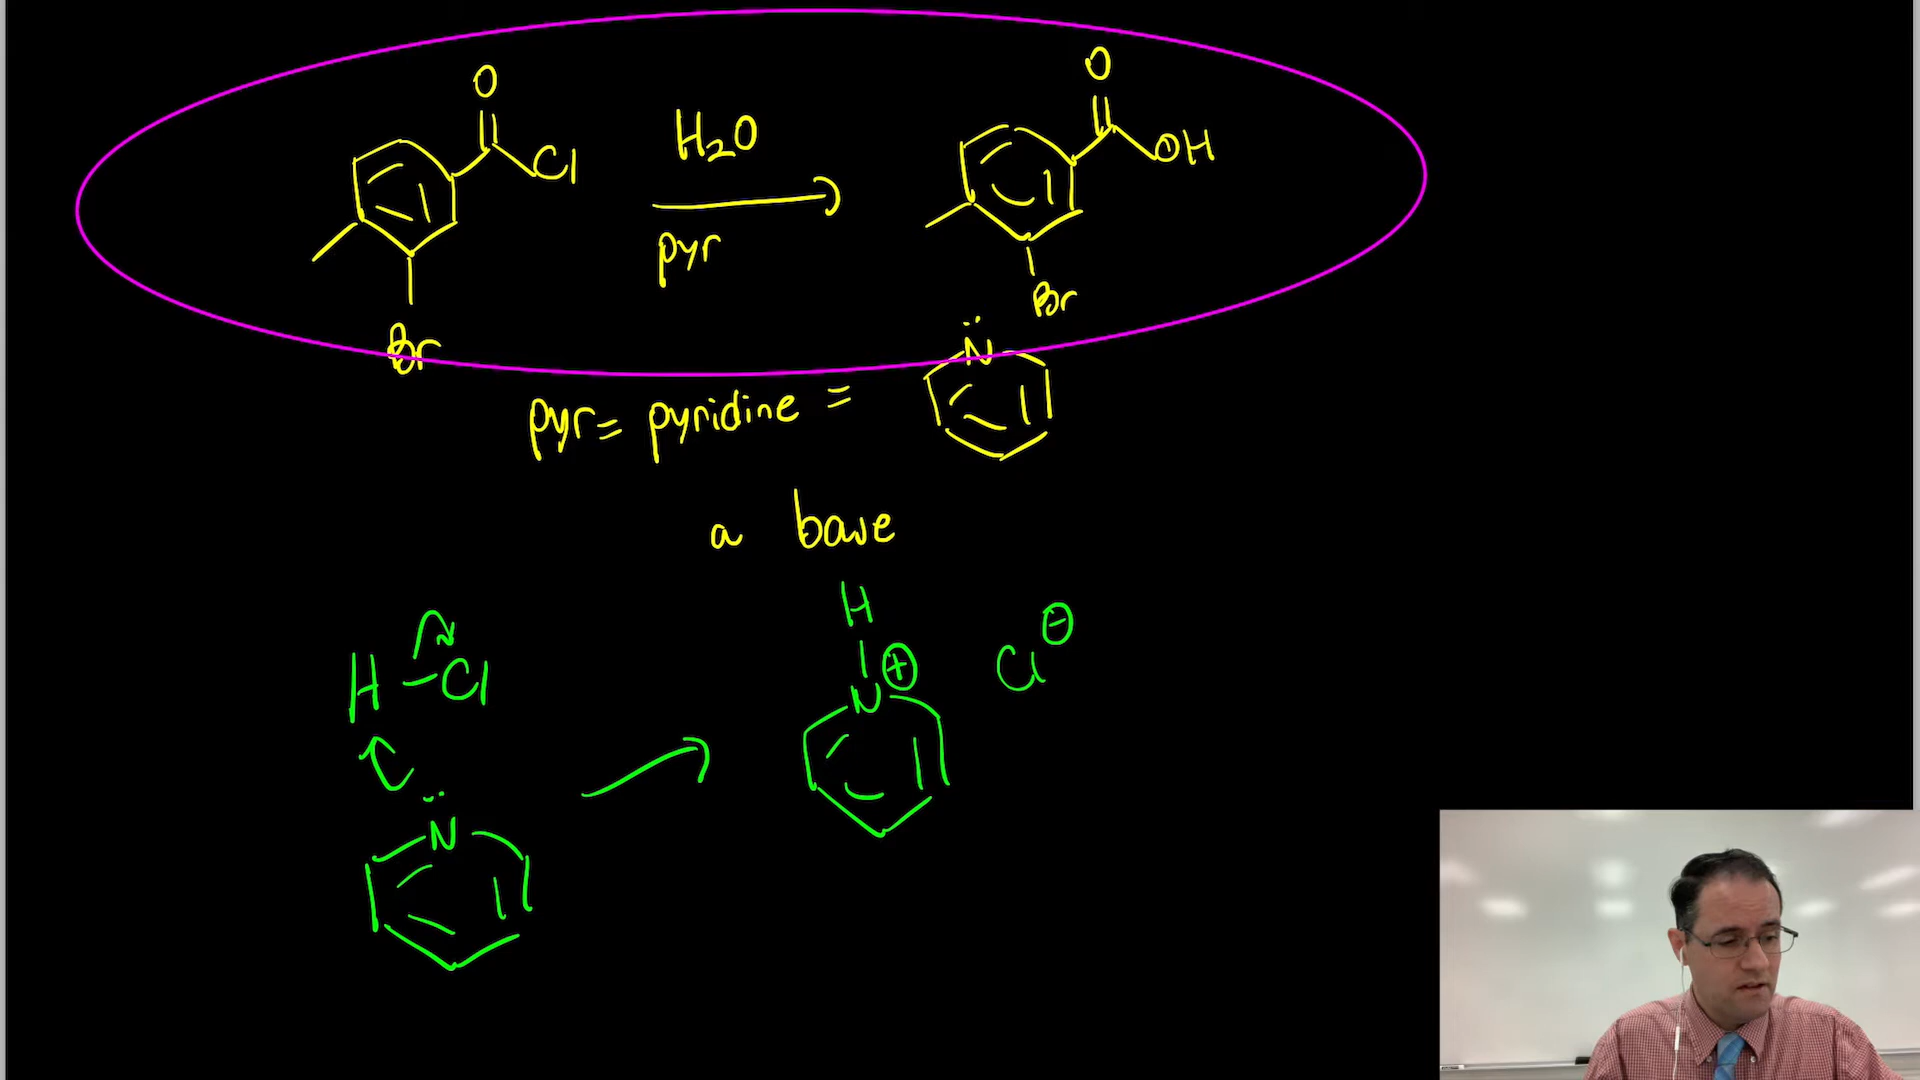 O
O
Cl
H₂O
OH
pyr
Br
Br
N
pyr = pyridine =
a base
H
Cl ⊖
H-Cl
⊕
N
N